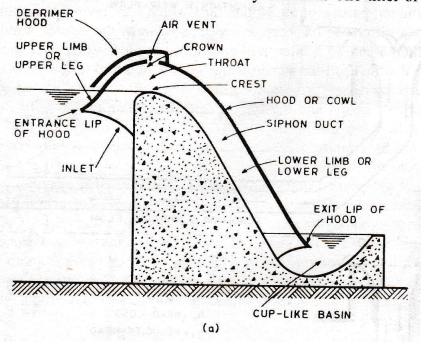 DEPRIMER
HOOD
AIR VENT
CROWN
THROAT
UPPER LIMB
OR
UPPER LEG
CREST
HOOD OR COWL
ENTRANCE LIP
OF HOOD
SIPHON DUCT
INLET
LOWER LIMB OR
LOWER LEG
EXIT LIP OF
HOOD
CUP-LIKE BASIN
(a)